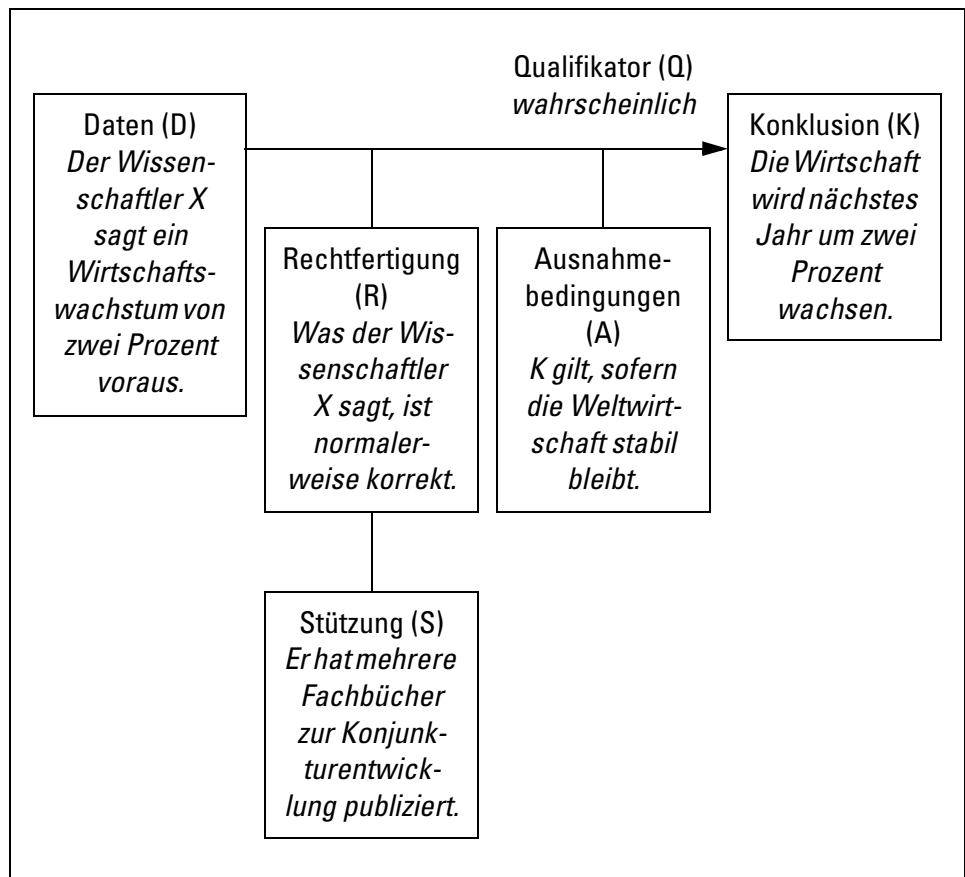 Qualifikator (Q)
wahrscheinlich
Daten (D)
Der Wissen-
schaftler X
sagt ein
Wirtschafts-
wachstum von
zwei Prozent
voraus.
Rechtfertigung
(R)
Was der Wis-
senschaftler
X sagt, ist
normaler-
weise korrekt.
Ausnahme-
bedingungen
(A)
K gilt, sofern
die Weltwirt-
schaft stabil
bleibt.
Konklusion (K)
Die Wirtschaft
wird nächstes
Jahr um zwei
Prozent
wachsen.
Stützung (S)
Er hat mehrere
Fachbücher
zur Konjunk-
turentwick-
lung publiziert.